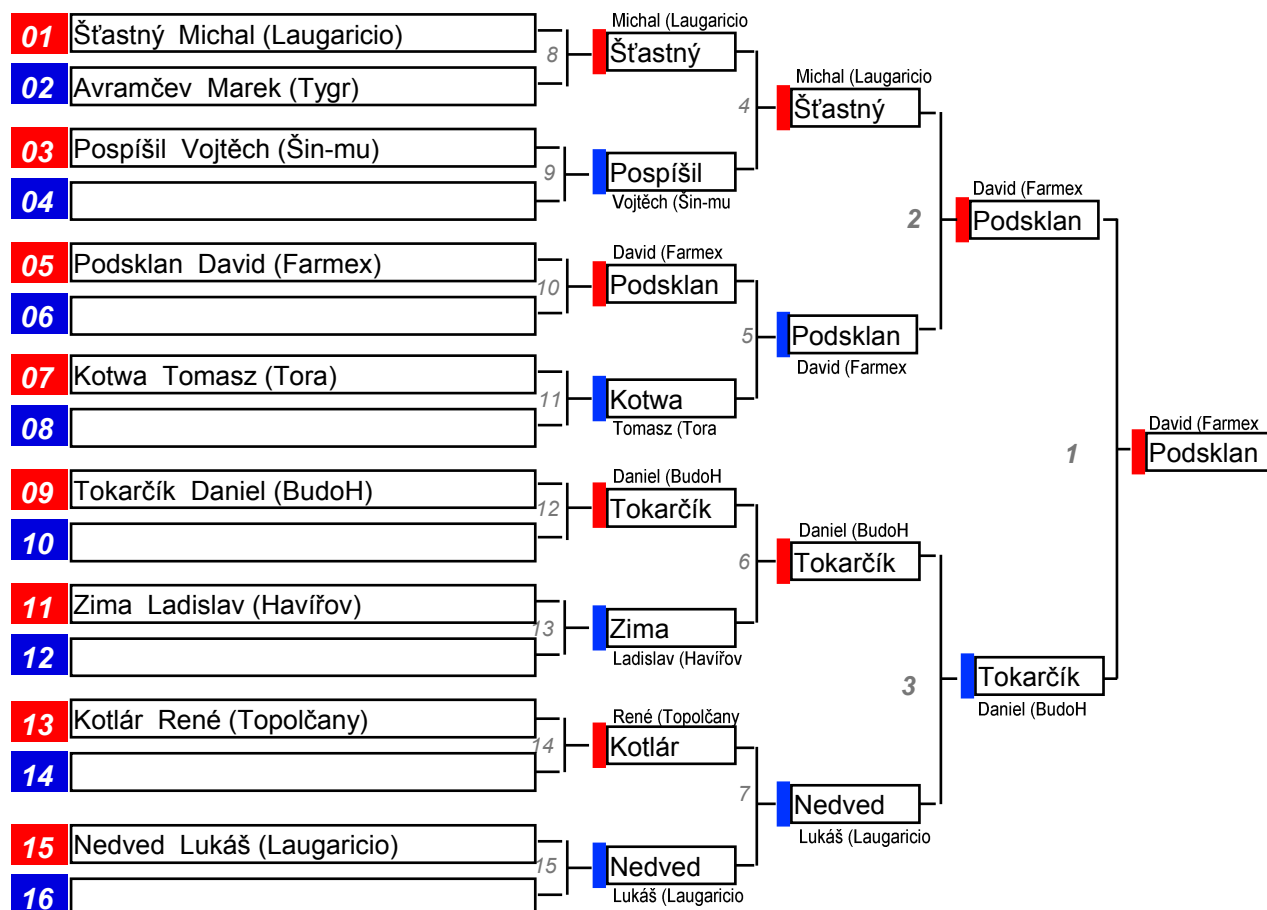 01 Šťastný Michal (Laugaricio)
02 Avramčev Marek (Tygr)
03 Pospíšil Vojtěch (Šin-mu)
04
05 Podsklan David (Farmex)
06
07 Kotwa Tomasz (Tora)
08
09 Tokarčík Daniel (BudoH)
10
11 Zima Ladislav (Havířov)
12
13 Kotlár René (Topolčany)
14
15 Nedved Lukáš (Laugaricio)
16
8
9
10
11
12
13
14
15
Michal (Laugaricio
Šťastný
Pospíšil
Vojtěch (Šin-mu
David (Farmex
Podsklan
Kotwa
Tomasz (Tora
Daniel (BudoH
Tokarčík
Zima
Ladislav (Havířov
René (Topolčany
Kotlár
Nedved
Lukáš (Laugaricio
4
5
6
7
Michal (Laugaricio
Šťastný
Podsklan
David (Farmex
Daniel (BudoH
Tokarčík
Nedved
Lukáš (Laugaricio
2
3
David (Farmex
Podsklan
Tokarčík
Daniel (BudoH
1
David (Farmex
Podsklan